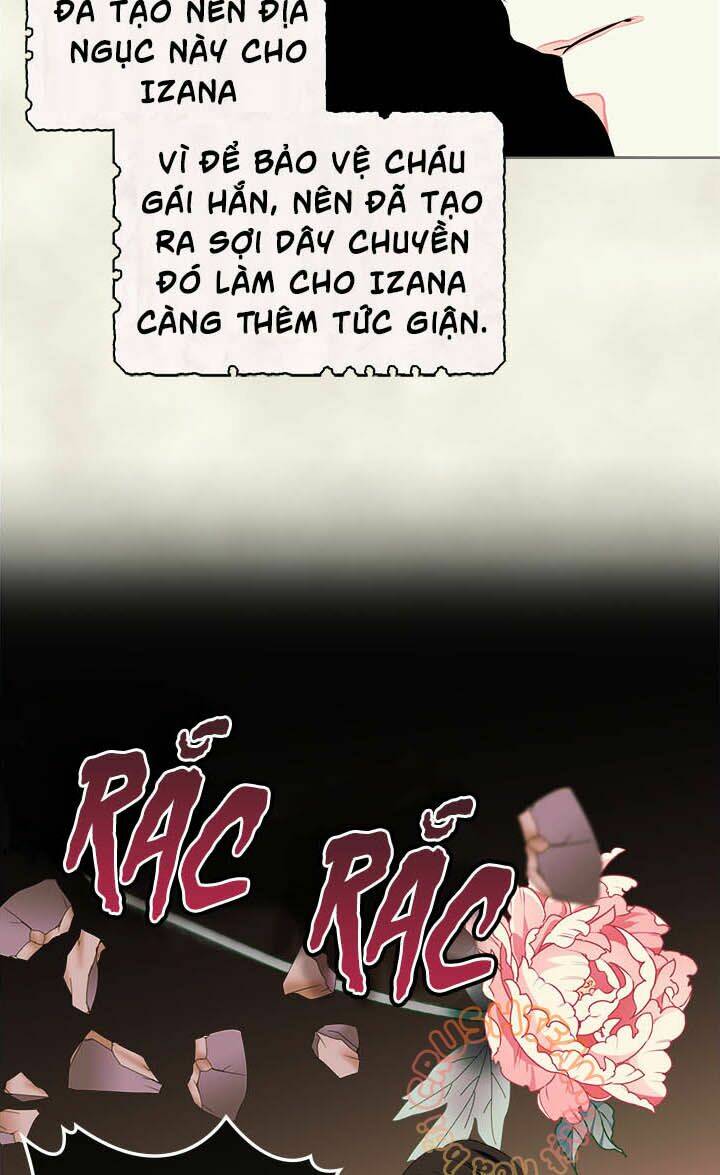 ĐÃ TẠO NÊN ĐỊA
NGỤC NÀY CHO
IZANA
VÌ ĐỂ BẢO VỆ CHÁU
GÁI HẮN, NÊN ĐÃ TẠO
RA SỢI DÂY CHUYỀN
ĐÓ LÀM CHO IZANA
CÀNG THÊM TỨC GIẬN.
RẮC
RẮC